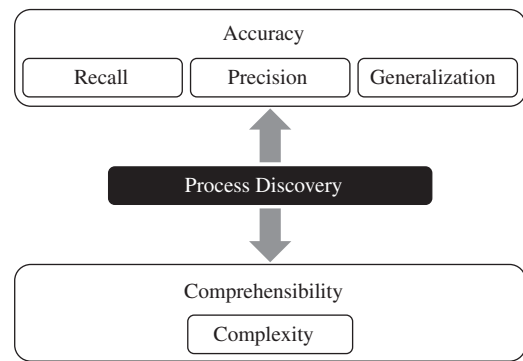 Accuracy
Recall Precision Generalization
Process Discovery
Comprehensibility
Complexity